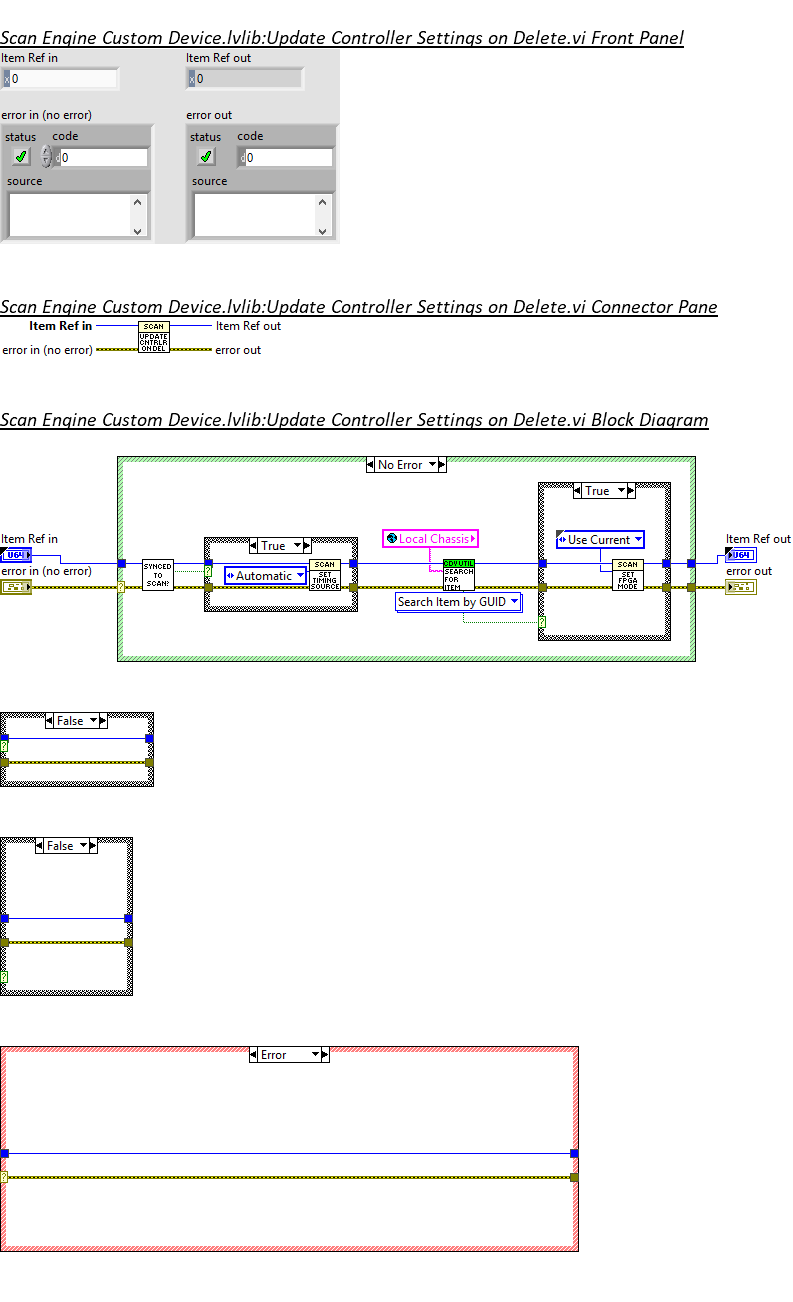 Scan Engine Custom Device.lvlib:Update Controller Settings on Delete.vi Front Panel
Item Ref in
Item Ref out
x 0
x 0
error in (no error)
error out
status code
status code
d 0
d 0
source
source
Scan Engine Custom Device.lvlib:Update Controller Settings on Delete.vi Connector Pane
Item Ref in
SCAN
UPDATE
CNTRLR
ON DEL
Item Ref out
error in (no error)
error out
Scan Engine Custom Device.lvlib:Update Controller Settings on Delete.vi Block Diagram
No Error
True
Item Ref in
U64
error in (no error)
SYNCED
TO
SCAN?
?
True
?
Automatic
SCAN
SET
TIMING
SOURCE
Local Chassis
CDV UTIL
SEARCH
FOR
ITEM
Search Item by GUID
?
Use Current
SCAN
SET
FPGA
MODE
Item Ref out
U64
error out
False
?
False
?
Error
?